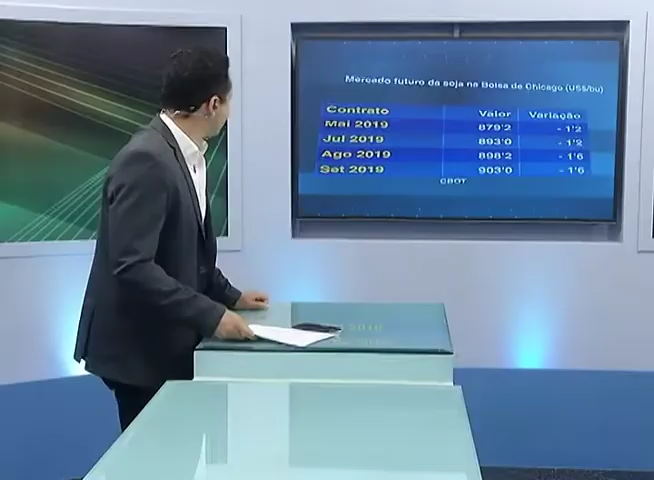 Mercado futuro da soja na Bolsa de Chicago (US$/bu)
Contrato Valor Variação
Mai 2019 879'2 - 1'2
Jul 2019 893'0 - 1'2
Ago 2019 898'2 - 1'6
Set 2019 903'0 - 1'6
CBOT